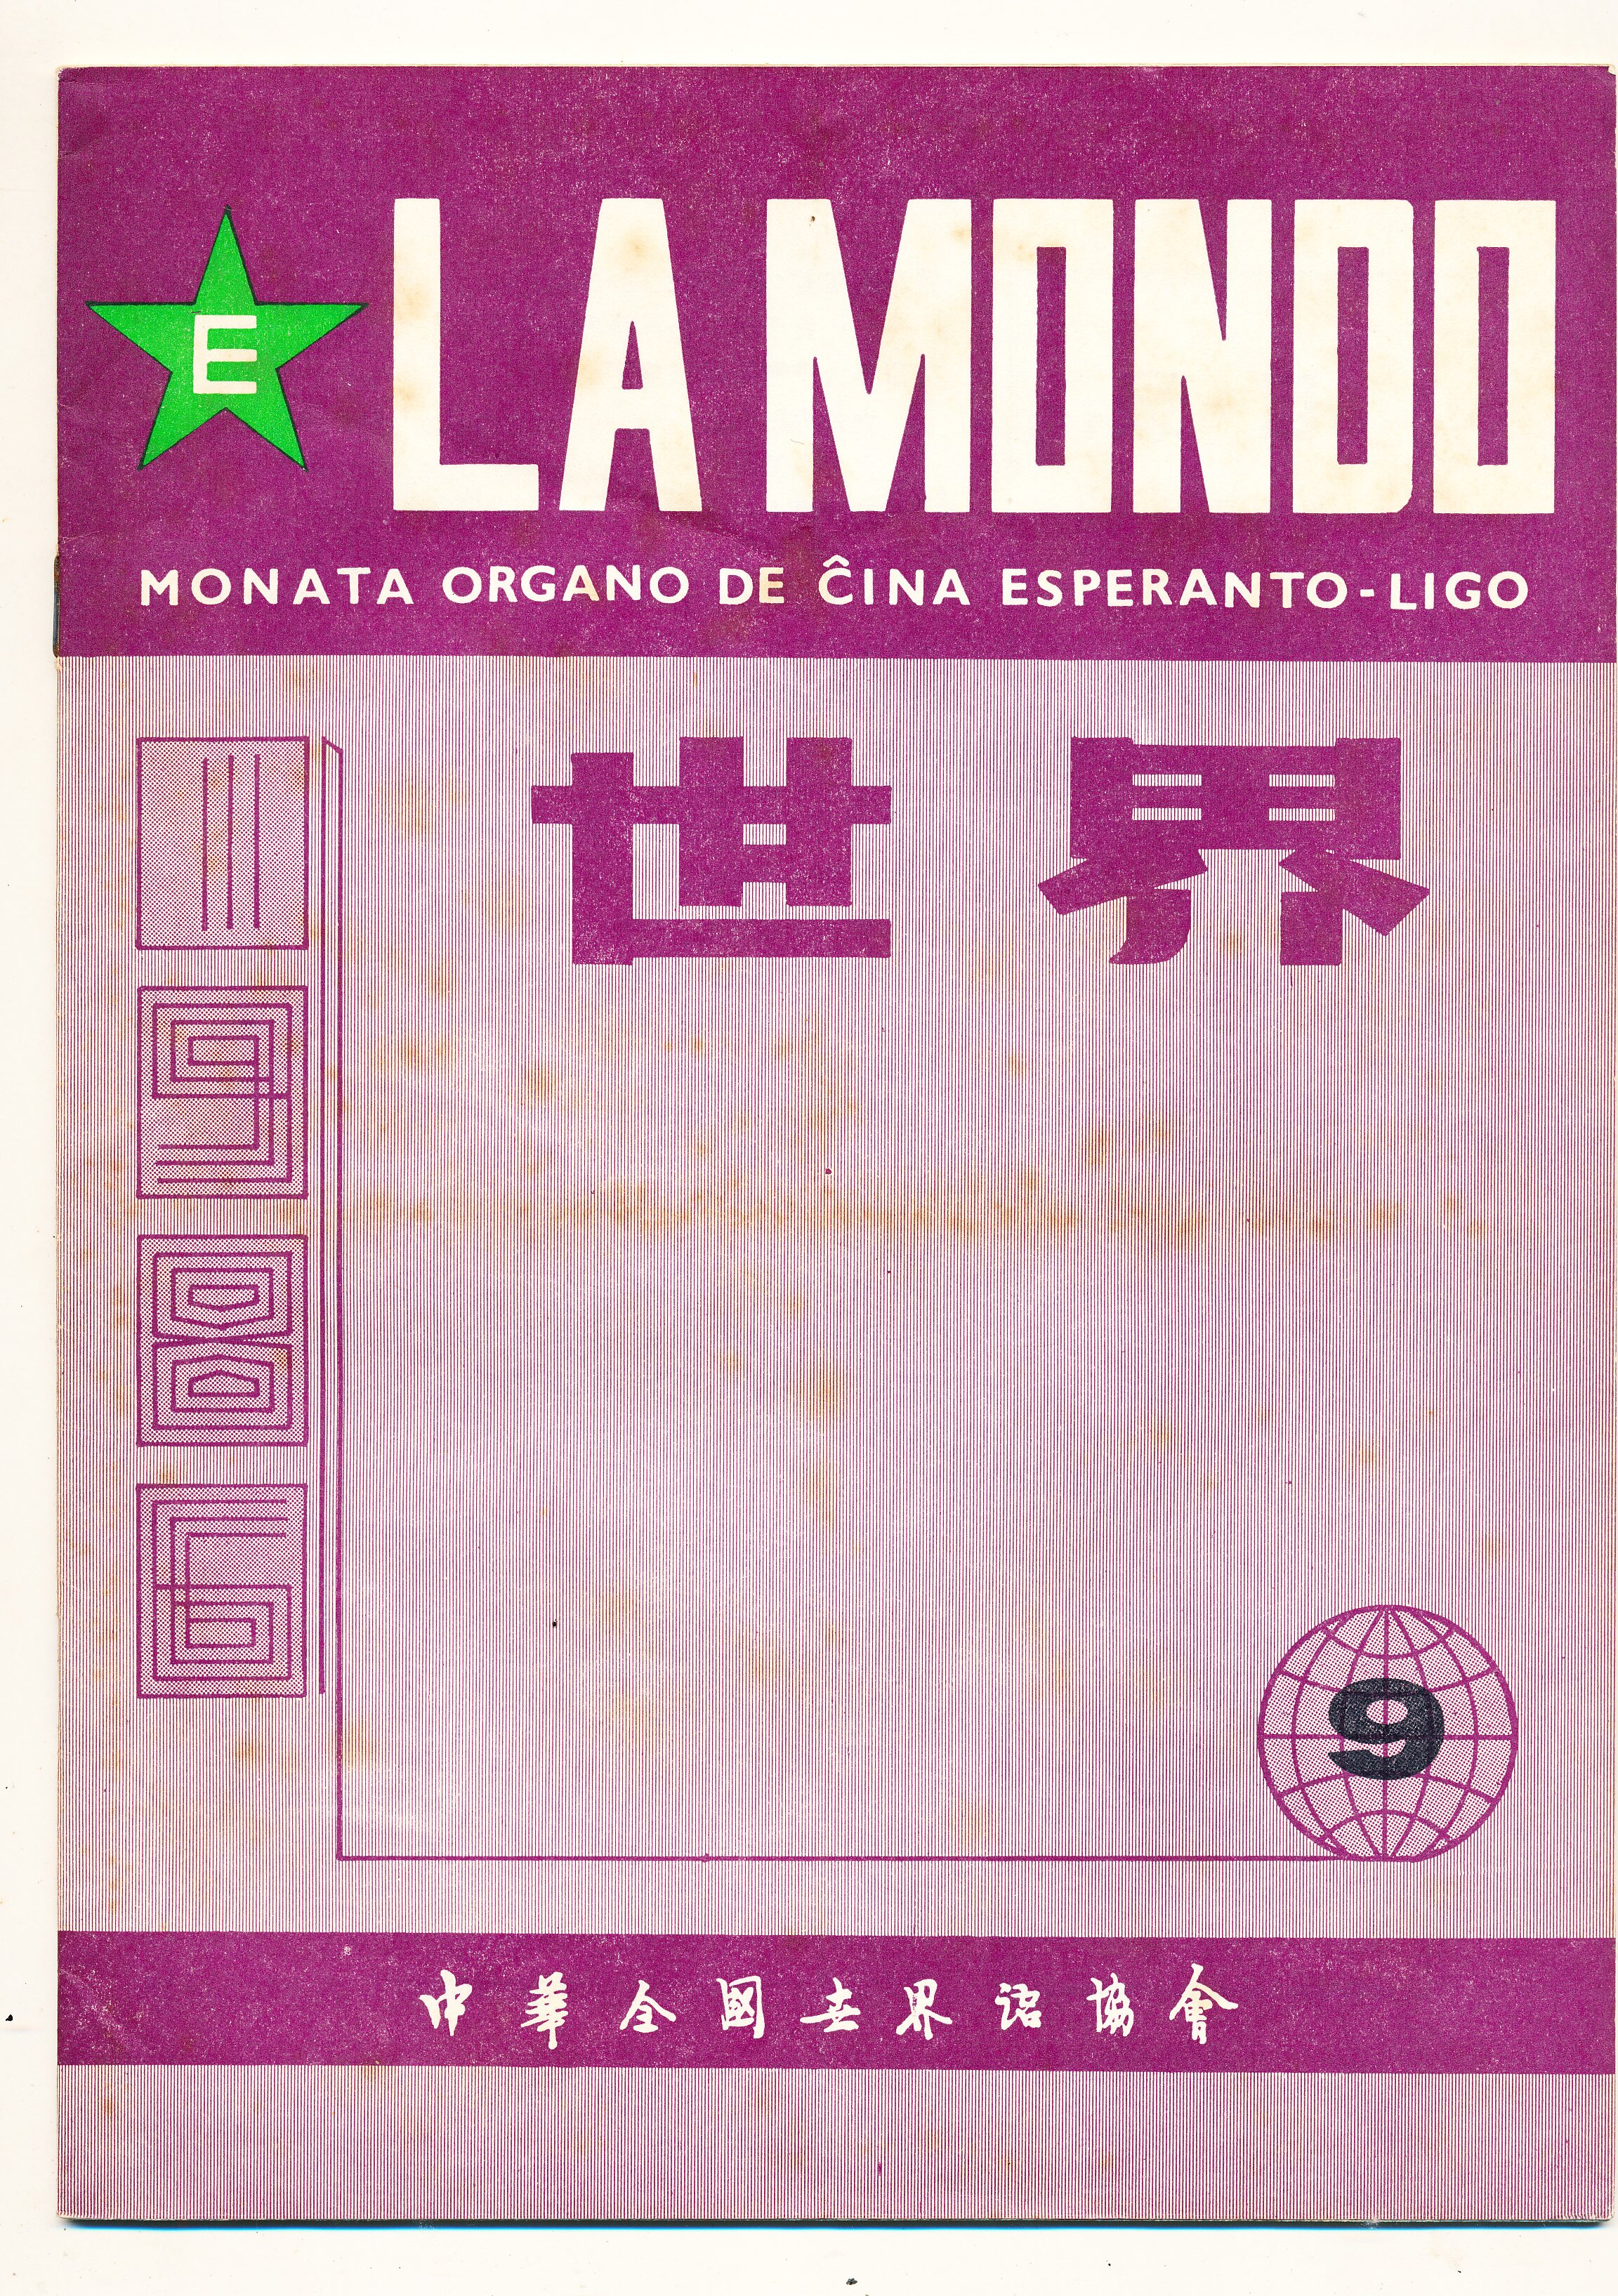 E
LA MONDO
MONATA ORGANO DE ĈINA ESPERANTO-LIGO
世界
1986
9
中華全國世界語協會